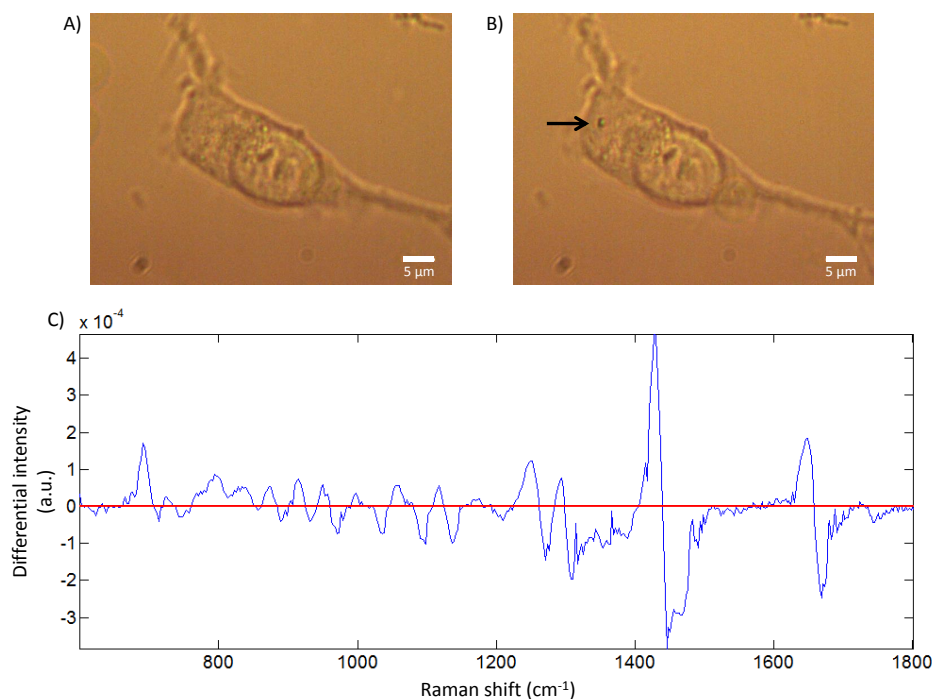 A)
B)
5 µm
5 µm
C)
x 10⁻⁴
4
3
2
1
0
-1
-2
-3
Differential intensity
(a.u.)
800
1000
1200
1400
1600
1800
Raman shift (cm⁻¹)